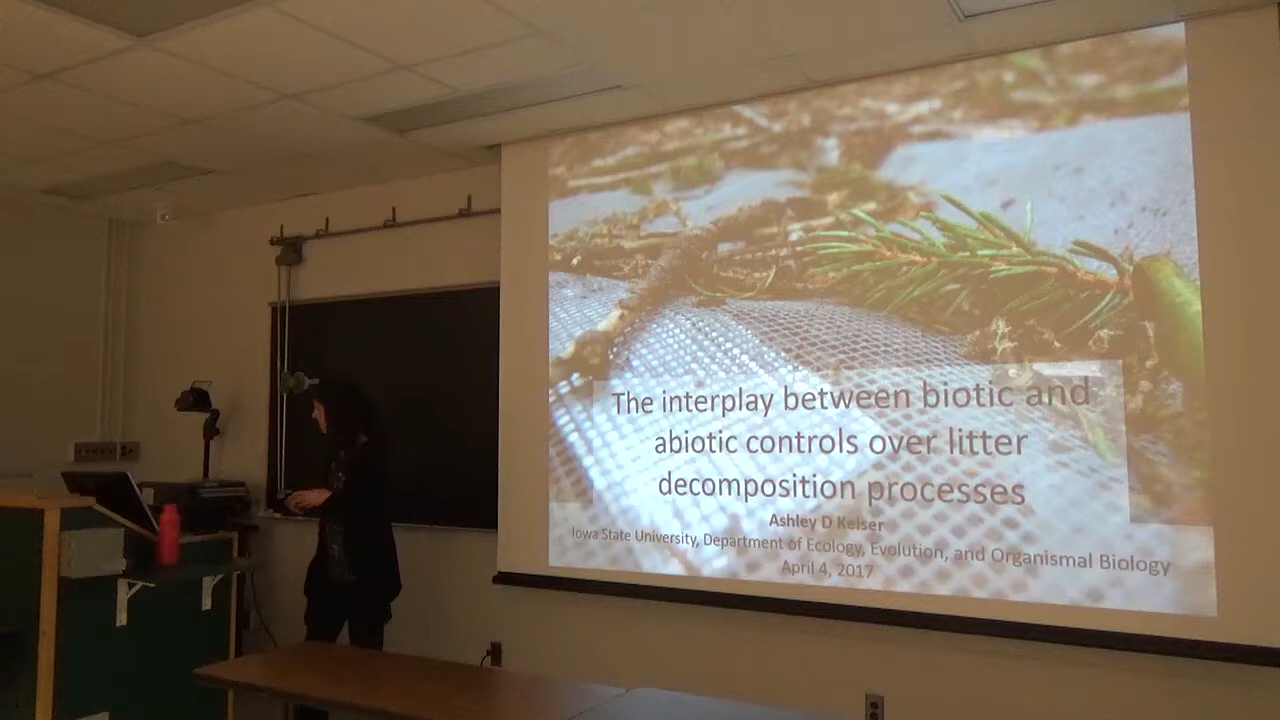 The interplay between biotic and
abiotic controls over litter
decomposition processes
Ashley D Keiser
Iowa State University, Department of Ecology, Evolution, and Organismal Biology
April 4, 2017